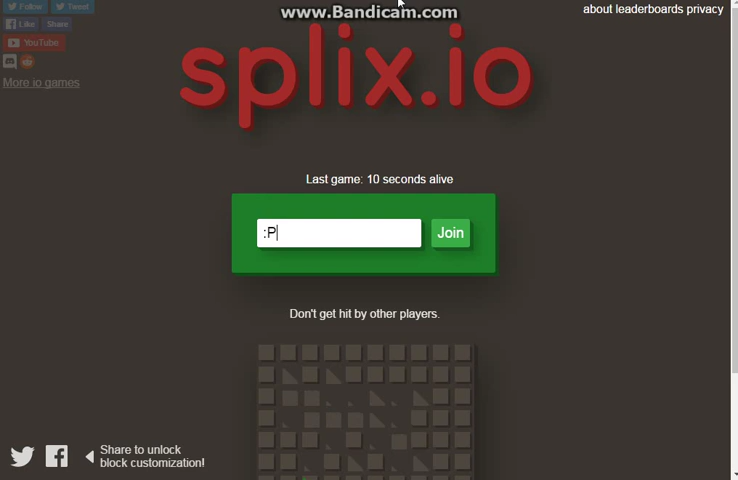 Follow Tweet
www.Bandicam.com
about leaderboards privacy
Like Share
YouTube
More io games
splix.io
Last game: 10 seconds alive
:P
Join
Don't get hit by other players.
Share to unlock
block customization!